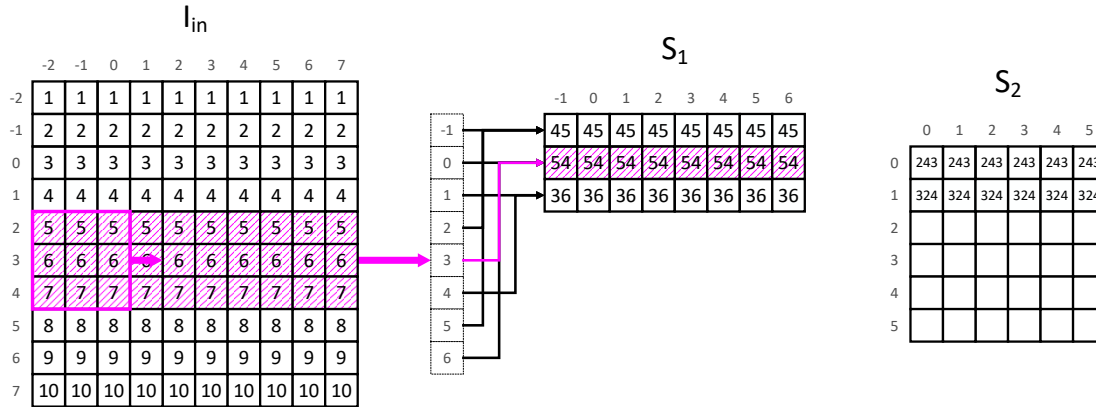 I_in
-2 -1 0 1 2 3 4 5 6 7
-2 1 1 1 1 1 1 1 1 1 1
-1 2 2 2 2 2 2 2 2 2 2
0 3 3 3 3 3 3 3 3 3 3
1 4 4 4 4 4 4 4 4 4 4
2 5 5 5 5 5 5 5 5 5 5
3 6 6 6 6 6 6 6 6 6 6
4 7 7 7 7 7 7 7 7 7 7
5 8 8 8 8 8 8 8 8 8 8
6 9 9 9 9 9 9 9 9 9 9
7 10 10 10 10 10 10 10 10 10 10
-1
0
1
2
3
4
5
6
S_1
-1 0 1 2 3 4 5 6
45 45 45 45 45 45 45 45
54 54 54 54 54 54 54 54
36 36 36 36 36 36 36 36
S_2
0 1 2 3 4 5
0 243 243 243 243 243 243
1 324 324 324 324 324 324
2
3
4
5